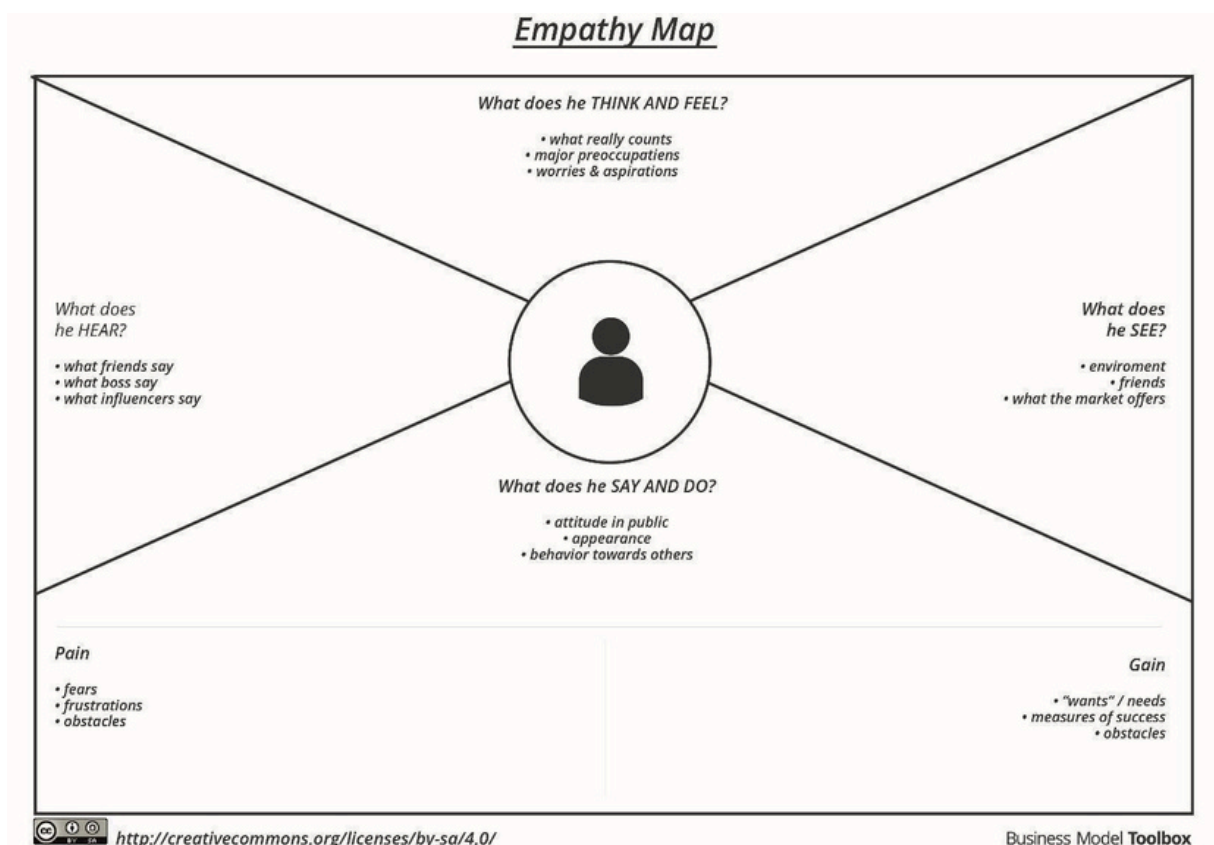 Empathy Map
What does he THINK AND FEEL?
• what really counts
• major preoccupatiens
• worries & aspirations
What does
he HEAR?
• what friends say
• what boss say
• what influencers say
What does
he SEE?
• enviroment
• friends
• what the market offers
What does he SAY AND DO?
• attitude in public
• appearance
• behavior towards others
Pain
• fears
• frustrations
• obstacles
Gain
• "wants" / needs
• measures of success
• obstacles
cc BY SA
http://creativecommons.org/licenses/by-sa/4.0/
Business Model Toolbox